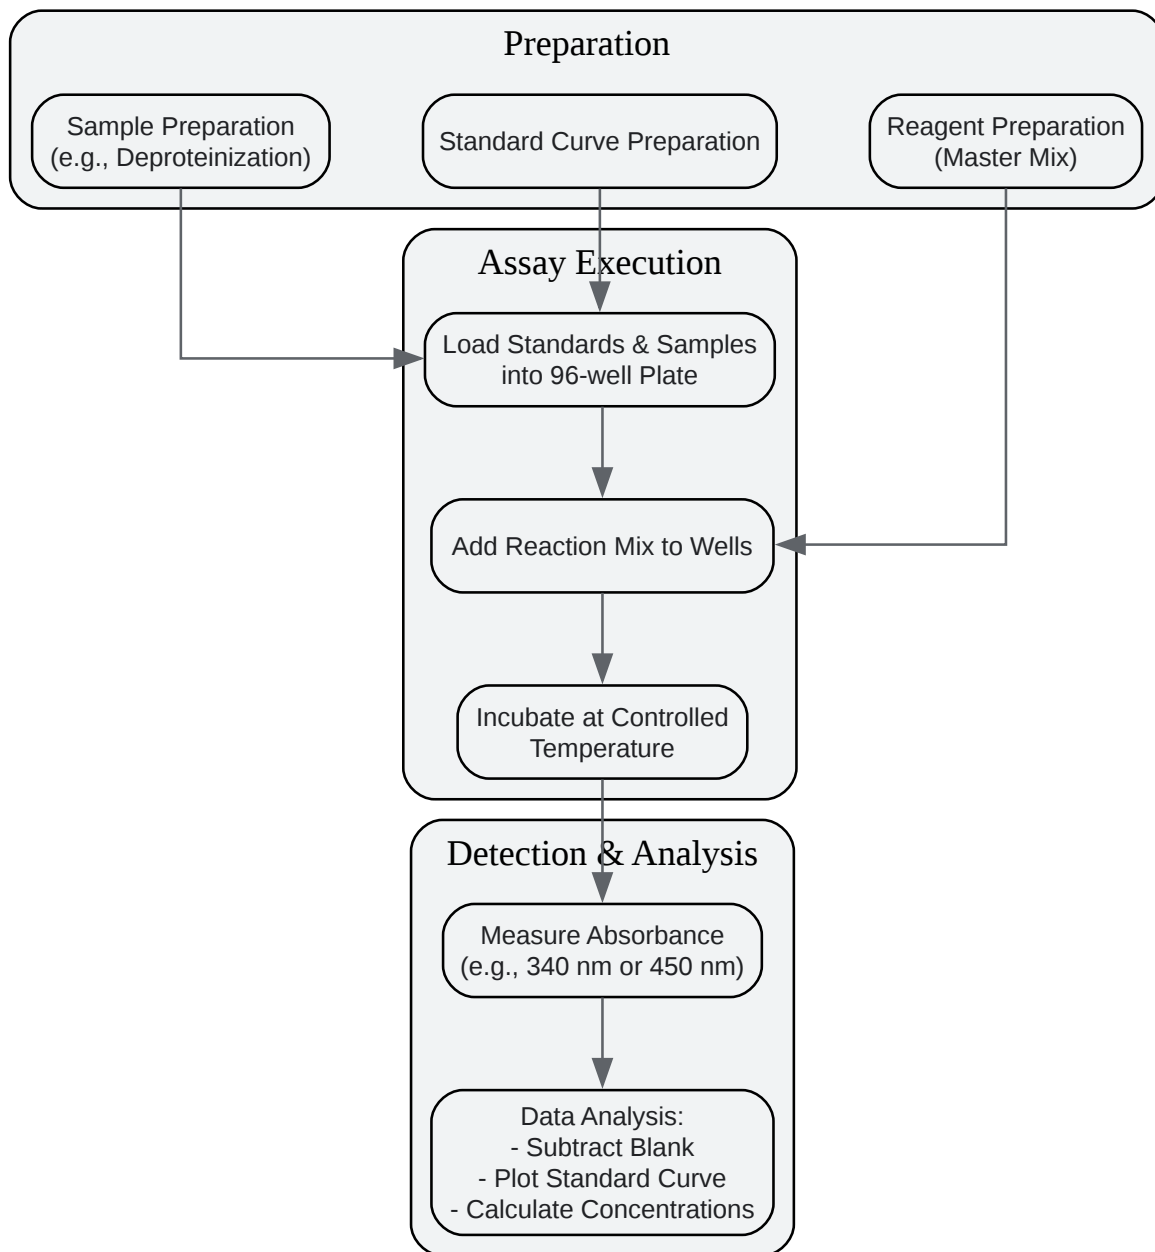 Preparation
Sample Preparation
(e.g., Deproteinization)
Standard Curve Preparation
Reagent Preparation
(Master Mix)
Assay Execution
Load Standards & Samples
into 96-well Plate
Add Reaction Mix to Wells
Incubate at Controlled
Temperature
Detection & Analysis
Measure Absorbance
(e.g., 340 nm or 450 nm)
Data Analysis:
- Subtract Blank
- Plot Standard Curve
- Calculate Concentrations